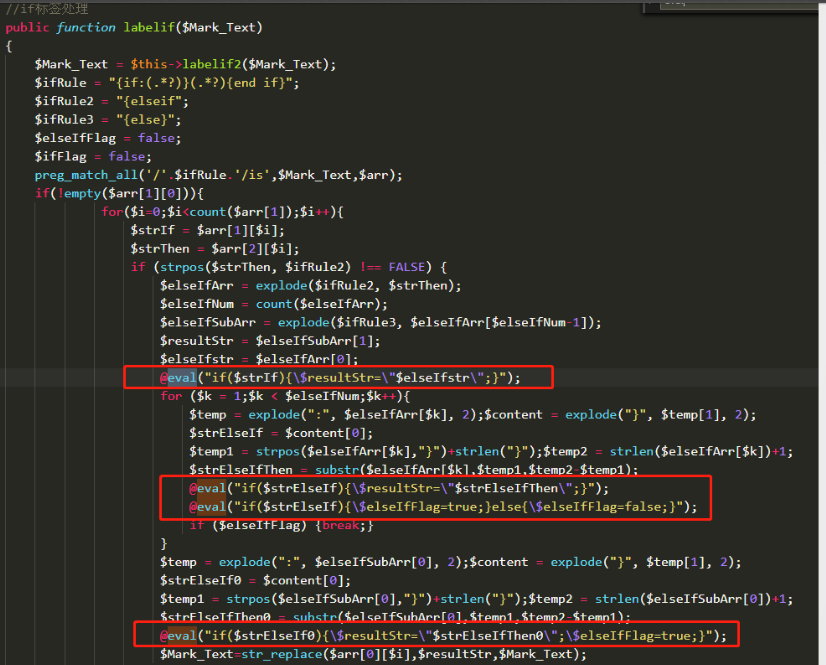 //if标签处理
public function labelif($Mark_Text)
{
$Mark_Text = $this->labelif2($Mark_Text);
$ifRule = "{if:(.*?)}(.*?){end if}";
$ifRule2 = "{elseif";
$ifRule3 = "{else}";
$elseIfFlag = false;
$ifFlag = false;
preg_match_all('/'.$ifRule.'/is',$Mark_Text,$arr);
if(!empty($arr[1][0])){
for($i=0;$i<count($arr[1]);$i++){
$strIf = $arr[1][$i];
$strThen = $arr[2][$i];
if (strpos($strThen, $ifRule2) !== FALSE) {
$elseIfArr = explode($ifRule2, $strThen);
$elseIfNum = count($elseIfArr);
$elseIfSubArr = explode($ifRule3, $elseIfArr[$elseIfNum-1]);
$resultStr = $elseIfSubArr[1];
$elseIfstr = $elseIfArr[0];
@eval("if($strIf){\$resultStr=\"$elseIfstr\";}");
for ($k = 1;$k < $elseIfNum;$k++){
$temp = explode(":", $elseIfArr[$k], 2);$content = explode("}", $temp[1], 2);
$strElseIf = $content[0];
$temp1 = strpos($elseIfArr[$k],"}")+strlen("}");$temp2 = strlen($elseIfArr[$k])+1;
$strElseIfThen = substr($elseIfArr[$k],$temp1,$temp2-$temp1);
@eval("if($strElseIf){\$resultStr=\"$strElseIfThen\";}");
@eval("if($strElseIf){\$elseIfFlag=true;}else{\$elseIfFlag=false;}");
if ($elseIfFlag) {break;}
}
$temp = explode(":", $elseIfSubArr[0], 2);$content = explode("}", $temp[1], 2);
$strElseIf0 = $content[0];
$temp1 = strpos($elseIfSubArr[0],"}")+strlen("}");$temp2 = strlen($elseIfSubArr[0])+1;
$strElseIfThen0 = substr($elseIfSubArr[0],$temp1,$temp2-$temp1);
@eval("if($strElseIf0){\$resultStr=\"$strElseIfThen0\";\$elseIfFlag=true;}");
$Mark_Text=str_replace($arr[0][$i],$resultStr,$Mark_Text);